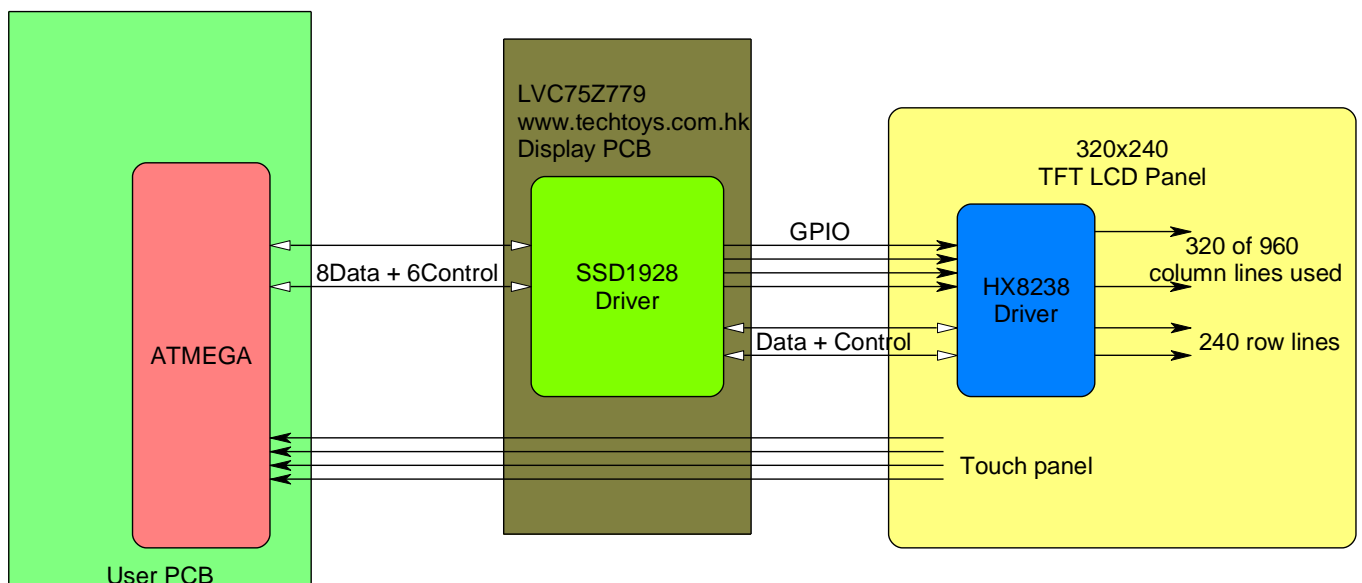 LVC75Z779
www.techtoys.com.hk
Display PCB
320x240
TFT LCD Panel
GPIO
320 of 960
column lines used
8Data + 6Control
SSD1928
Driver
HX8238
Driver
Data + Control
240 row lines
ATMEGA
Touch panel
User PCB